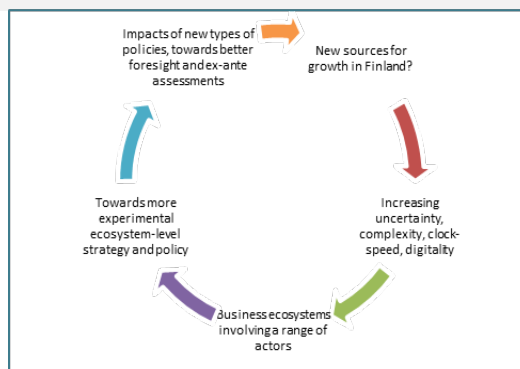 Impacts of new types of
policies, towards better
foresight and ex-ante
assessments
New sources for
growth in Finland?
Increasing
uncertainty,
complexity, clock-
speed, digitality
Business ecosystems
involving a range of
actors
Towards more
experimental
ecosystem-level
strategy and policy